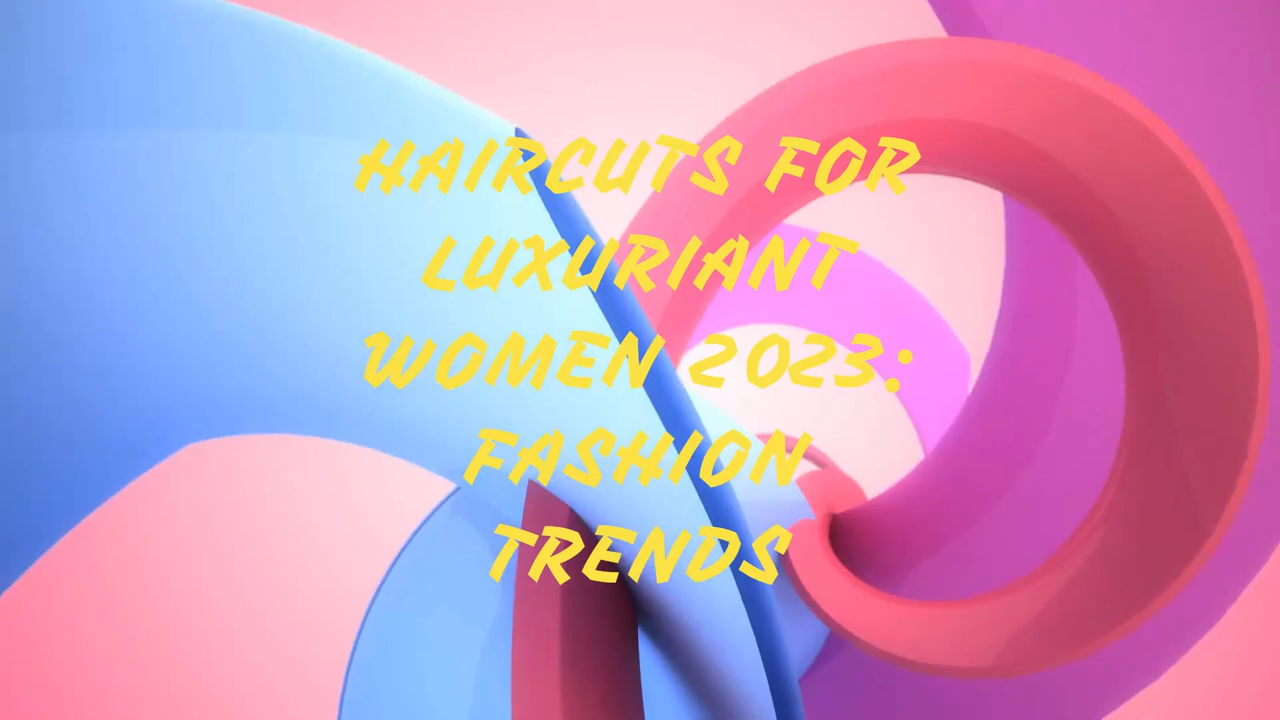 HAIRCUTS FOR
LUXURIANT
WOMEN 2023:
FASHION
TRENDS